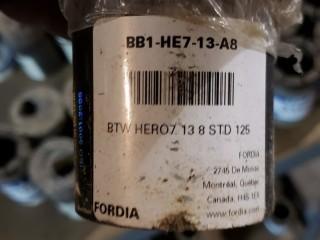 BB1-HE7-13-A8
BTW HERO7 13 8 STD 125
FORDIA
2745 De Miniac
Montréal, Québec
Canada, H4S 1E5
www.fordia
FORDIA